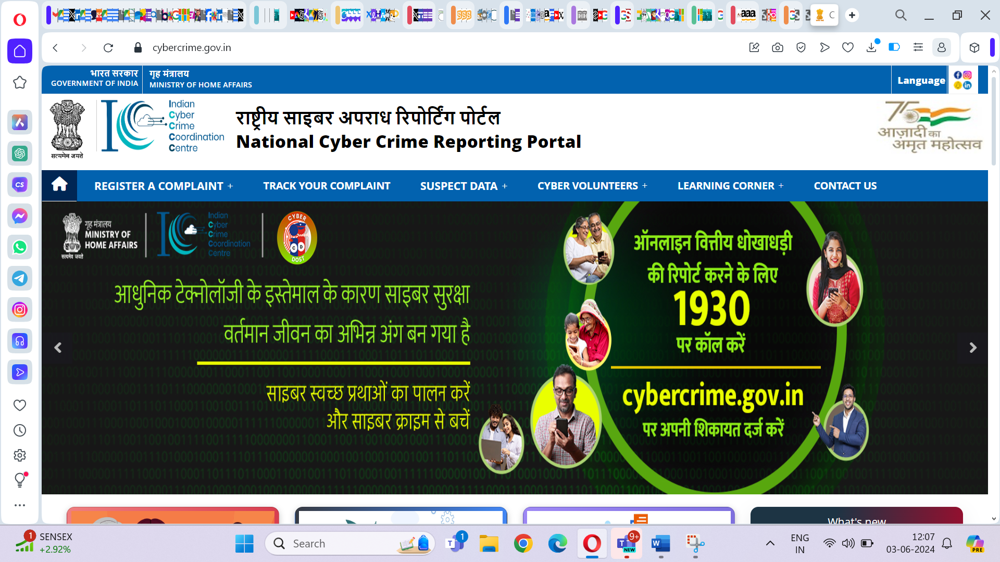 cybercrime.gov.in
भारत सरकार
GOVERNMENT OF INDIA
गृह मंत्रालय
MINISTRY OF HOME AFFAIRS
Language
सत्यमेव जयते
Indian
Cyber
Crime
Coordination
Centre
राष्ट्रीय साइबर अपराध रिपोर्टिंग पोर्टल
National Cyber Crime Reporting Portal
75
आज़ादी का
अमृत महोत्सव
REGISTER A COMPLAINT +
TRACK YOUR COMPLAINT
SUSPECT DATA +
CYBER VOLUNTEERS +
LEARNING CORNER +
CONTACT US
गृह मंत्रालय
MINISTRY OF
HOME AFFAIRS
सत्यमेव जयते
Indian
Cyber
Crime
Coordination
Centre
CYBER
CD
DOST
आधुनिक टेक्नोलॉजी के इस्तेमाल के कारण साइबर सुरक्षा
वर्तमान जीवन का अभिन्न अंग बन गया है
साइबर स्वच्छ प्रथाओं का पालन करें
और साइबर क्राइम से बचें
ऑनलाइन वित्तीय धोखाधड़ी
की रिपोर्ट करने के लिए
1930
पर कॉल करें
cybercrime.gov.in
पर अपनी शिकायत दर्ज करें
What's new
1
SENSEX
+2.92%
Search
1
9+
NEW
ENG
IN
12:07
03-06-2024
PRE